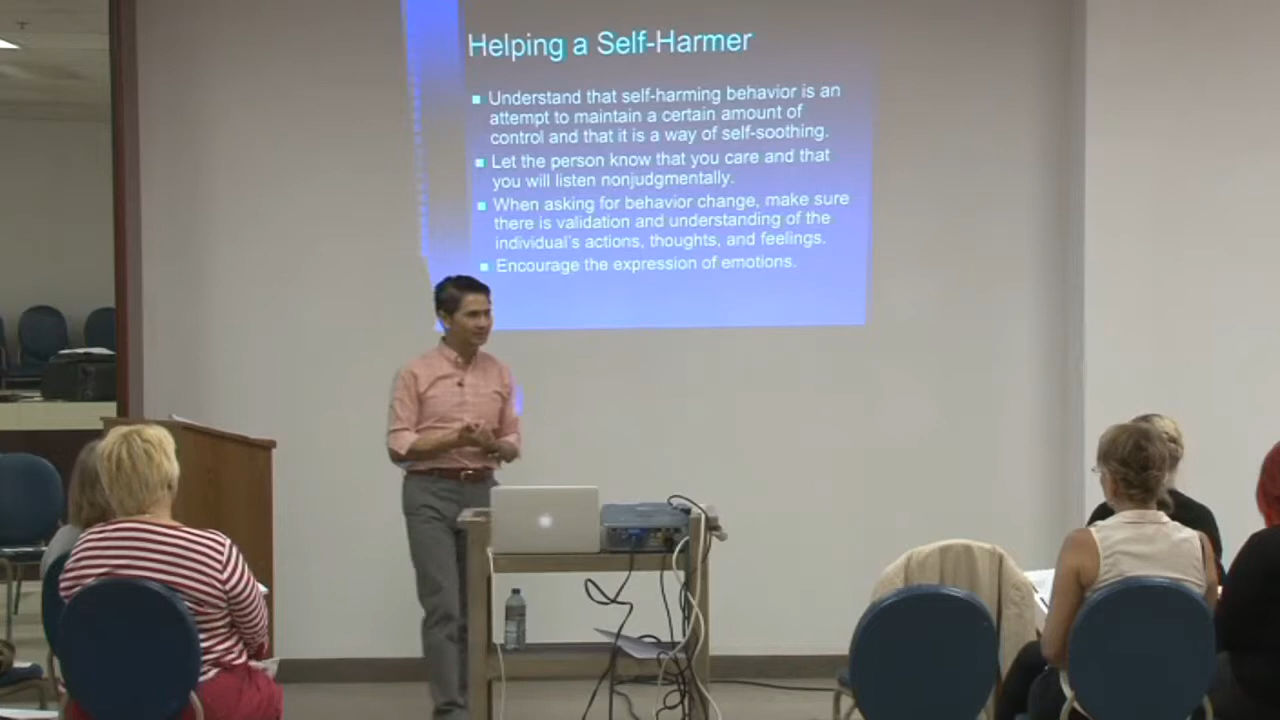 Helping a Self-Harmer
Understand that self-harming behavior is an
attempt to maintain a certain amount of
control and that it is a way of self-soothing.
Let the person know that you care and that
you will listen nonjudgmentally.
When asking for behavior change, make sure
there is validation and understanding of the
individual's actions, thoughts, and feelings.
Encourage the expression of emotions.